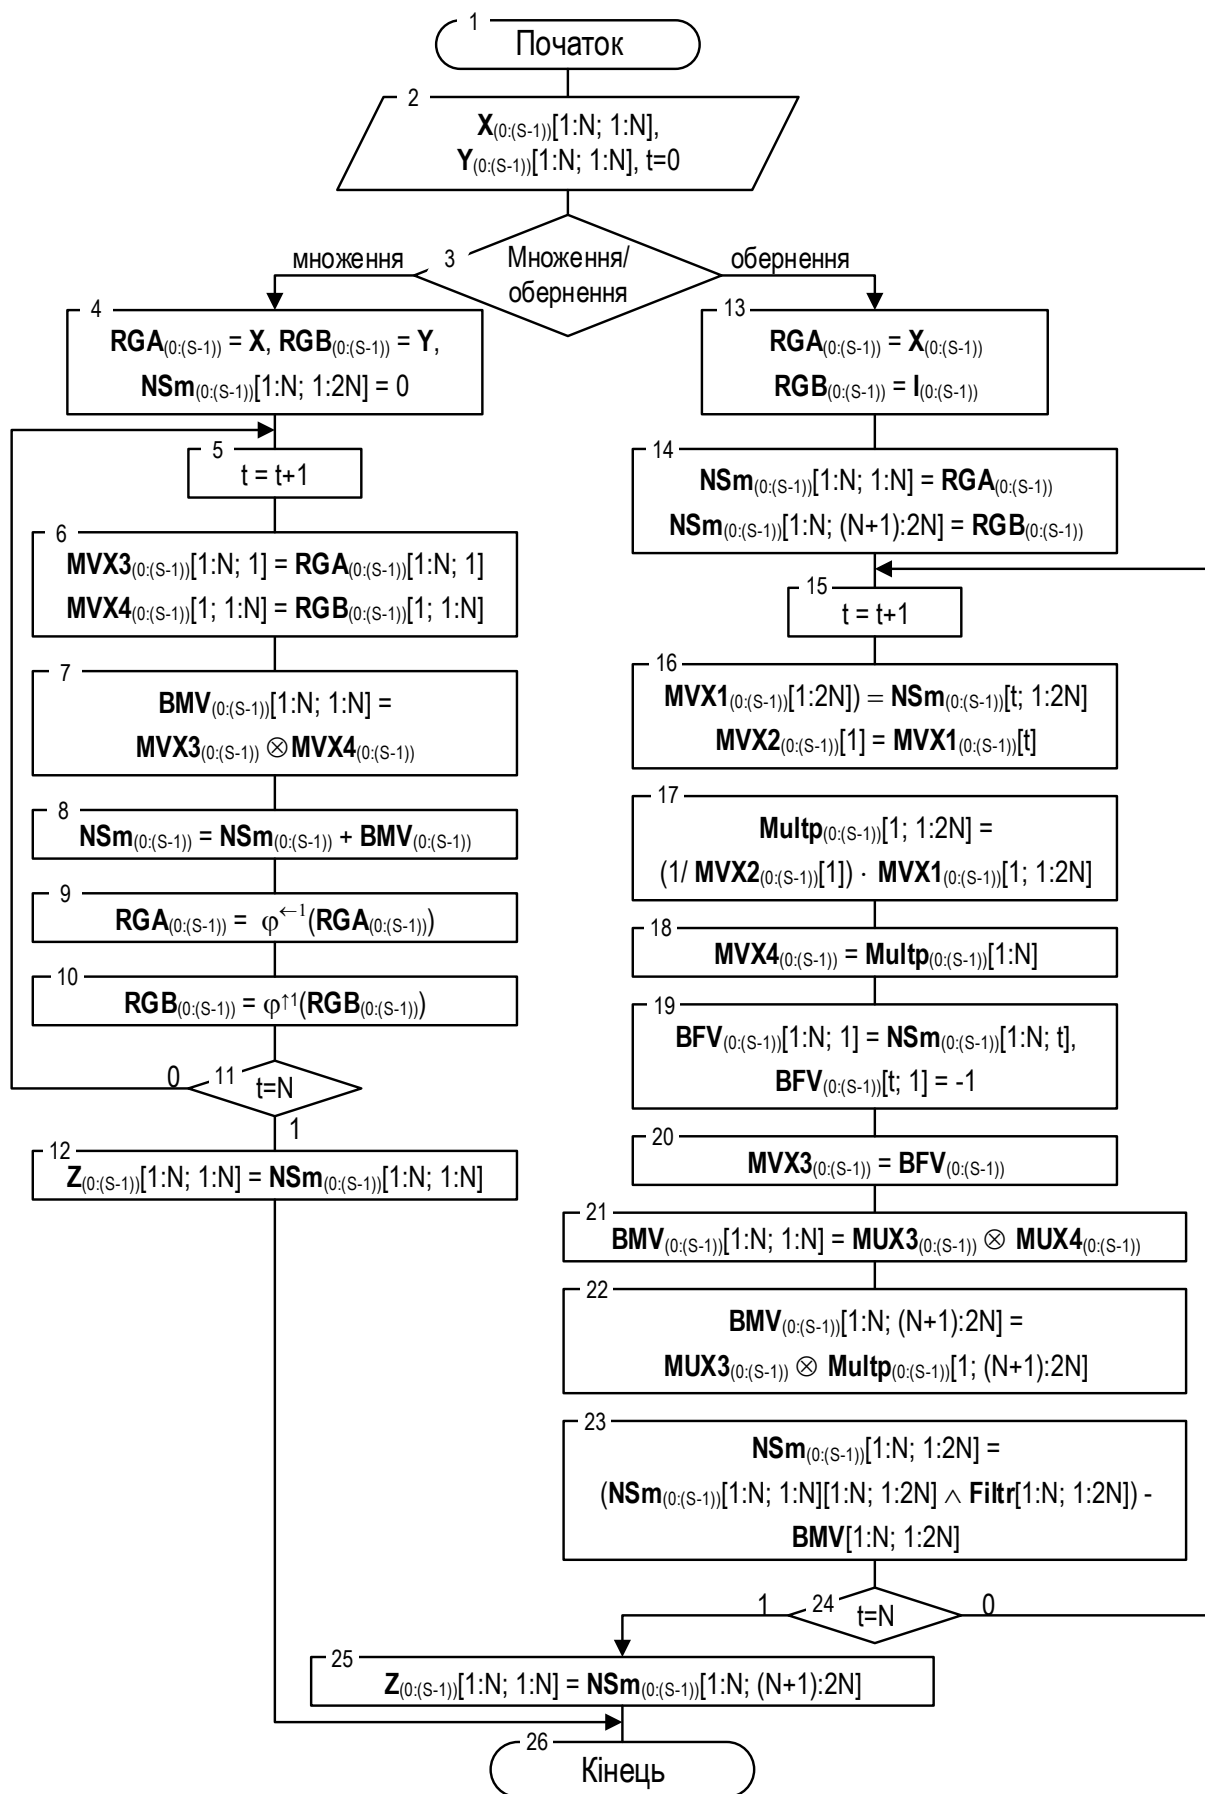 1
Початок
2
X(0:(S-1))[1:N; 1:N],
Y(0:(S-1))[1:N; 1:N], t=0
3
Множення/
обернення
множення
обернення
4
RGA(0:(S-1)) = X, RGB(0:(S-1)) = Y,
NSm(0:(S-1))[1:N; 1:2N] = 0
5
t = t+1
6
MVX3(0:(S-1))[1:N; 1] = RGA(0:(S-1))[1:N; 1]
MVX4(0:(S-1))[1; 1:N] = RGB(0:(S-1))[1; 1:N]
7
BMV(0:(S-1))[1:N; 1:N] =
MVX3(0:(S-1)) ⊗ MVX4(0:(S-1))
8
NSm(0:(S-1)) = NSm(0:(S-1)) + BMV(0:(S-1))
9
RGA(0:(S-1)) = φ←1(RGA(0:(S-1)))
10
RGB(0:(S-1)) = φ↑1(RGB(0:(S-1)))
11
t=N
0
1
12
Z(0:(S-1))[1:N; 1:N] = NSm(0:(S-1))[1:N; 1:N]
13
RGA(0:(S-1)) = X(0:(S-1))
RGB(0:(S-1)) = I(0:(S-1))
14
NSm(0:(S-1))[1:N; 1:N] = RGA(0:(S-1))
NSm(0:(S-1))[1:N; (N+1):2N] = RGB(0:(S-1))
15
t = t+1
16
MVX1(0:(S-1))[1:2N]) = NSm(0:(S-1))[t; 1:2N]
MVX2(0:(S-1))[1] = MVX1(0:(S-1))[t]
17
Multp(0:(S-1))[1; 1:2N] =
(1/ MVX2(0:(S-1))[1]) · MVX1(0:(S-1))[1; 1:2N]
18
MVX4(0:(S-1)) = Multp(0:(S-1))[1:N]
19
BFV(0:(S-1))[1:N; 1] = NSm(0:(S-1))[1:N; t],
BFV(0:(S-1))[t; 1] = -1
20
MVX3(0:(S-1)) = BFV(0:(S-1))
21
BMV(0:(S-1))[1:N; 1:N] = MUX3(0:(S-1)) ⊗ MUX4(0:(S-1))
22
BMV(0:(S-1))[1:N; (N+1):2N] =
MUX3(0:(S-1)) ⊗ Multp(0:(S-1))[1; (N+1):2N]
23
NSm(0:(S-1))[1:N; 1:2N] =
(NSm(0:(S-1))[1:N; 1:N][1:N; 1:2N] ∧ Filtr[1:N; 1:2N]) -
BMV[1:N; 1:2N]
24
t=N
1
0
25
Z(0:(S-1))[1:N; 1:N] = NSm(0:(S-1))[1:N; (N+1):2N]
26
Кінець